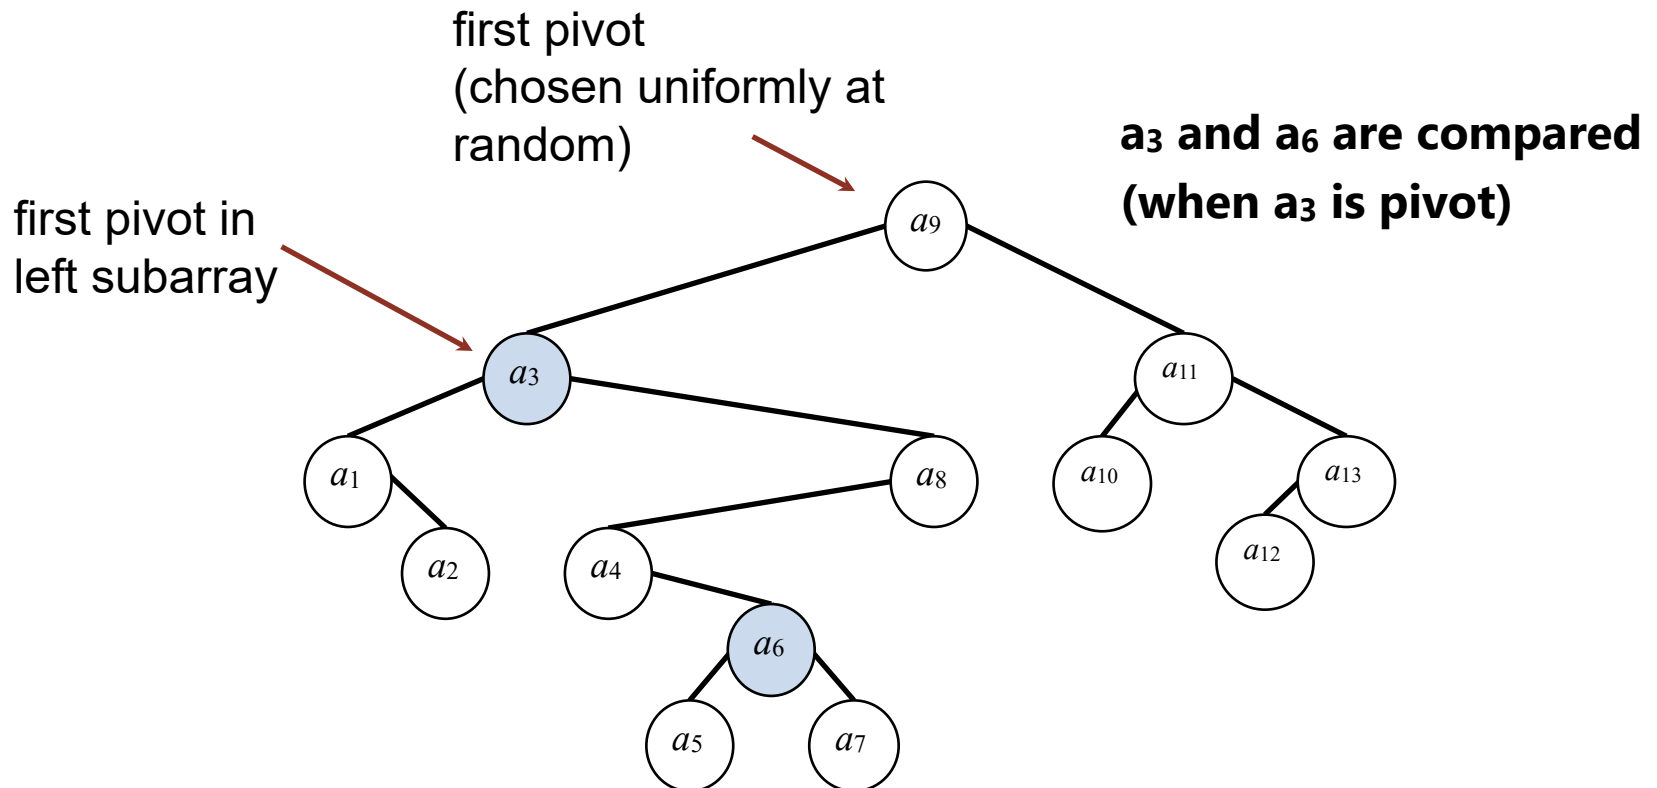 first pivot
(chosen uniformly at
random)
a₃ and a₆ are compared
(when a₃ is pivot)
first pivot in
left subarray
a₉
a₃
a₁₁
a₁
a₈
a₁₀
a₁₃
a₂
a₄
a₁₂
a₆
a₅
a₇